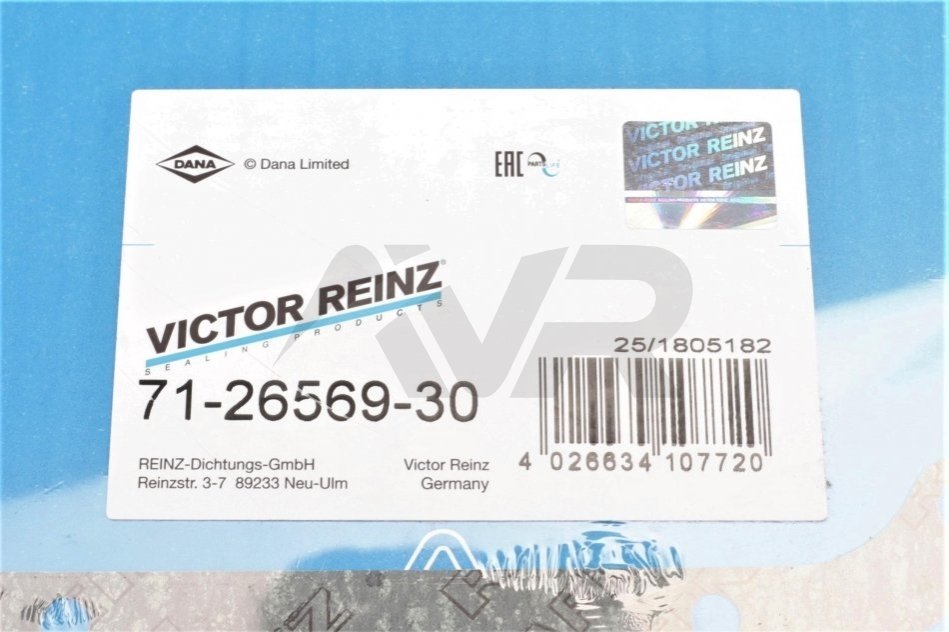 DANA
© Dana Limited
EAC
VICTOR REINZ
VICTOR REINZ
VICTOR REINZ
AVR
VICTOR REINZ®
SEALING PRODUCTS
25/1805182
71-26569-30
4 026634 107720
REINZ-Dichtungs-GmbH
Reinzstr. 3-7 89233 Neu-Ulm
Victor Reinz
Germany